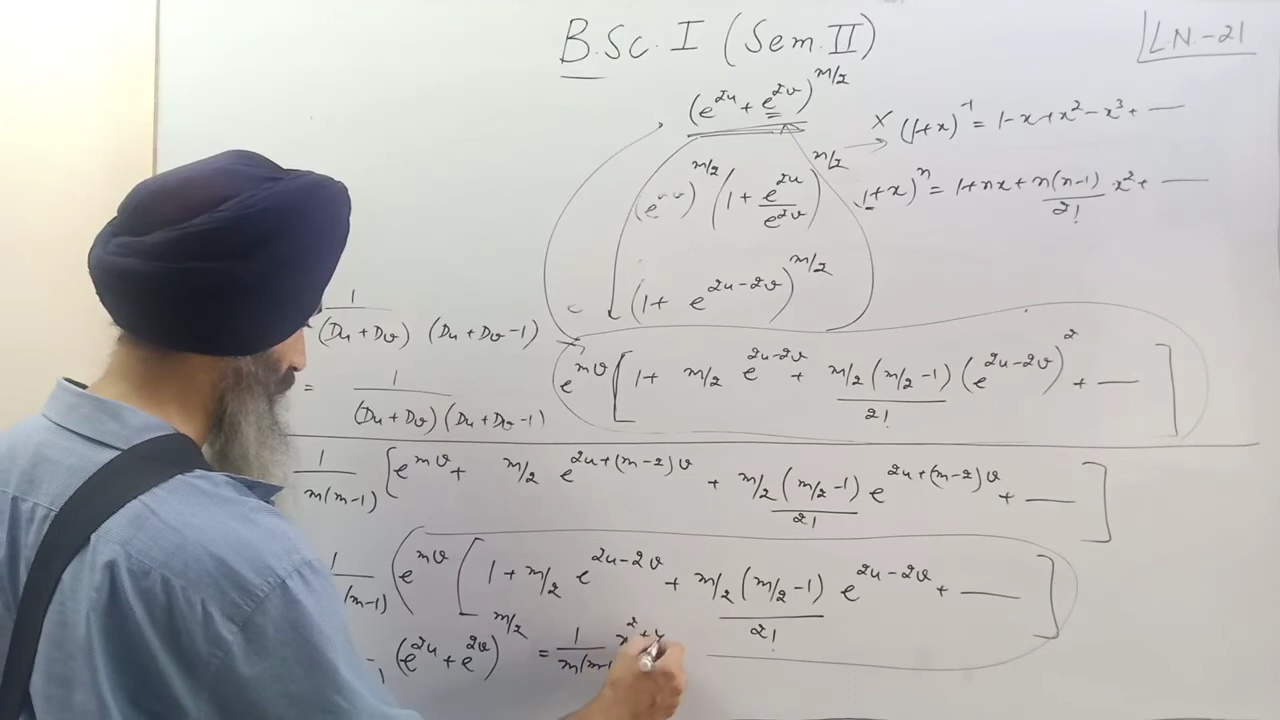 B.Sc. I (Sem. II)
L.N.-21
(e^{2u} + e^{2v})^{m/2}
× (1+x)^{-1} = 1-x+x^2-x^3+ —
( )^{m/2} (1 + e^{2u}/e^{2v})^{m/2}
(1+x)^n = 1+nx+ n(n-1)/2! x^2+ —
(1+ e^{2u-2v})^{m/2}
1/(Du+Dv) (Du+Dv-1)
e^{mv} [1+ m/2 e^{2u-2v} + m/2(m/2-1)/2! (e^{2u-2v})^2 + —]
= 1/(Du+Dv)(Du+Dv-1)
1/m(m-1) [e^{mv} + m/2 e^{2u+(m-2)v} + m/2(m/2-1)/2! e^{2u+(m-2)v} + —]
1/(m-1) (e^{mv} [1+m/2 e^{2u-2v} + m/2(m/2-1)/2! e^{2u-2v} + —]
(e^{2u}+e^{2v})^{m/2} = 1/m(m-1 x^2+y